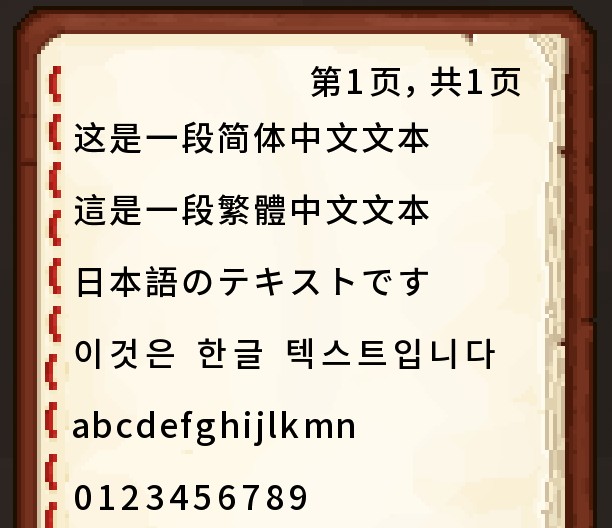 第1页，共1页
这是一段简体中文文本
這是一段繁體中文文本
日本語のテキストです
이것은 한글 텍스트입니다
abcdefghijlkmn
0123456789